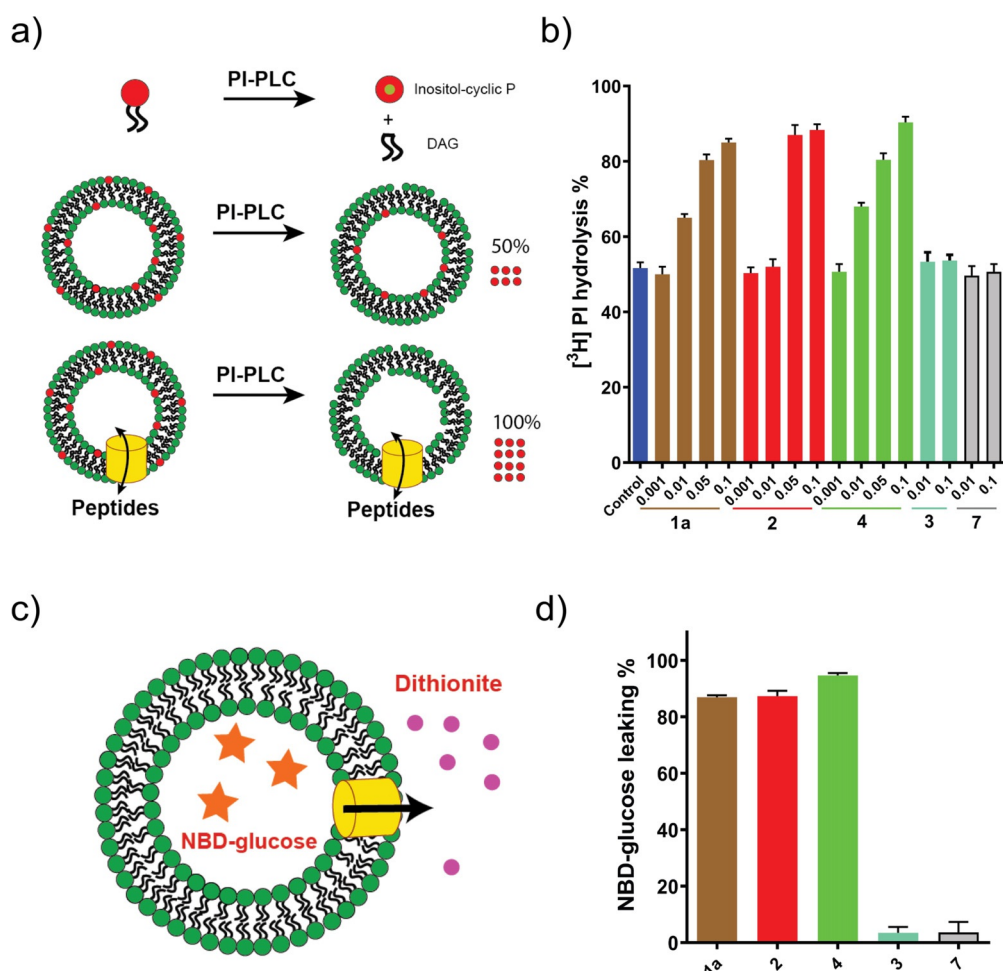 a)
PI-PLC
Inositol-cyclic P
+
DAG
PI-PLC
50%
PI-PLC
100%
Peptides
Peptides
b)
[³H] PI hydrolysis %
100
80
60
40
20
0
Control
0.001
0.01
0.05
0.1
0.001
0.01
0.05
0.1
0.001
0.01
0.05
0.1
0.01
0.1
0.01
0.1
1a
2
4
3
7
c)
Dithionite
NBD-glucose
d)
NBD-glucose leaking %
100
80
60
40
20
0
1a
2
4
3
7